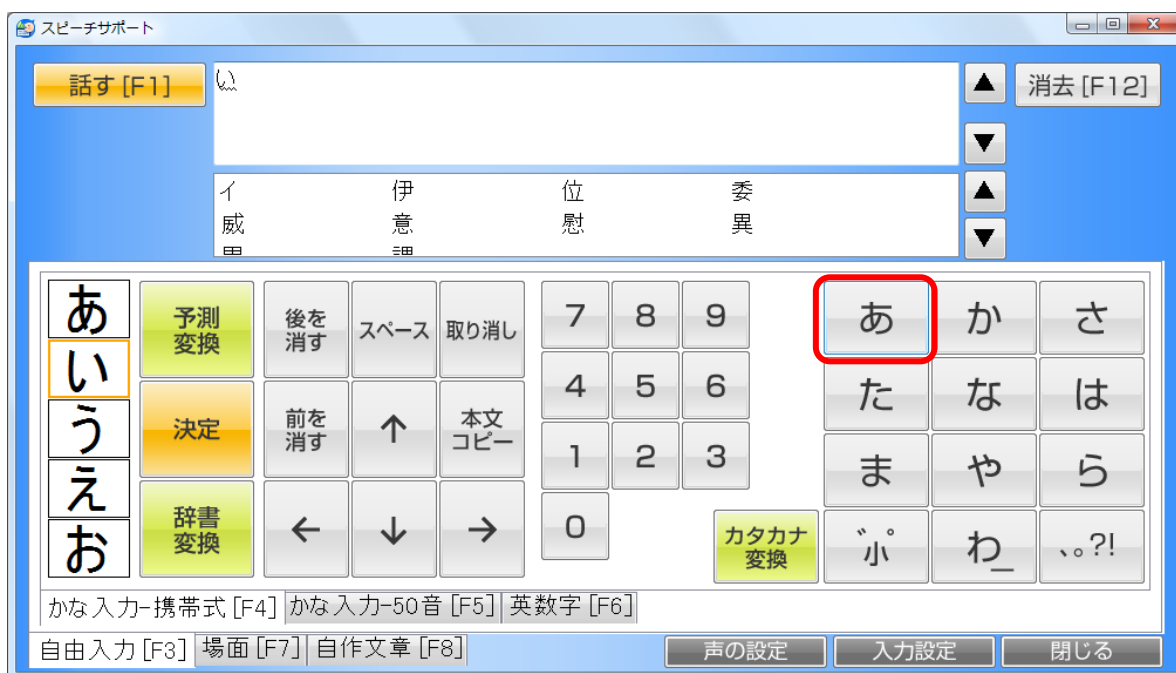 スピーチサポート
話す [F1]
い
▲
消去 [F12]
▼
イ 伊 位 委
▲
威 意 慰 異
▼
あ
い
う
え
お
予測
変換
後を
消す
スペース
取り消し
7 8 9
あ か さ
決定
前を
消す
↑
本文
コピー
4 5 6
た な は
1 2 3
ま や ら
辞書
変換
← ↓ →
0
カタカナ
変換
゛゜
小
わ_
、。?!
かな入力-携帯式 [F4] かな入力-50音 [F5] 英数字 [F6]
自由入力 [F3] 場面 [F7] 自作文章 [F8] 声の設定 入力設定 閉じる